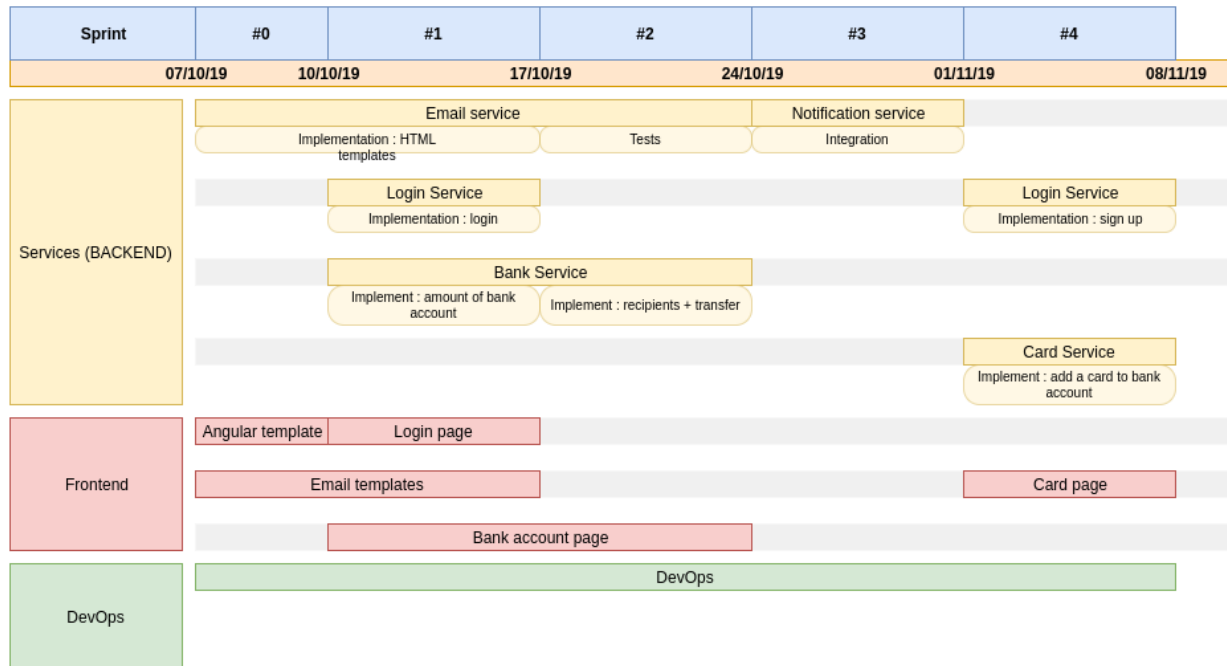 Sprint #0 #1 #2 #3 #4
07/10/19 10/10/19 17/10/19 24/10/19 01/11/19 08/11/19
Services (BACKEND)
Email service Notification service
Implementation : HTML
templates
Tests
Integration
Login Service Login Service
Implementation : login
Implementation : sign up
Bank Service
Implement : amount of bank
account
Implement : recipients + transfer
Card Service
Implement : add a card to bank
account
Frontend
Angular template Login page
Email templates Card page
Bank account page
DevOps
DevOps